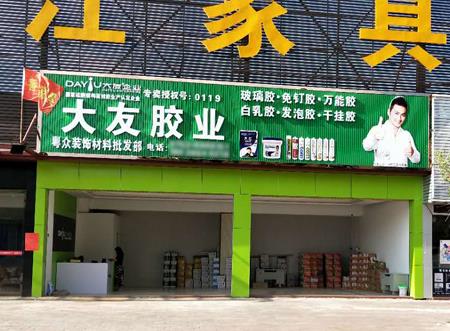 江家具
DAYOU大友胶业
专卖授权号:0119
大友胶业
粤众装饰材料批发部 电话:
玻璃胶·免钉胶·万能胶
白乳胶·发泡胶·干挂胶